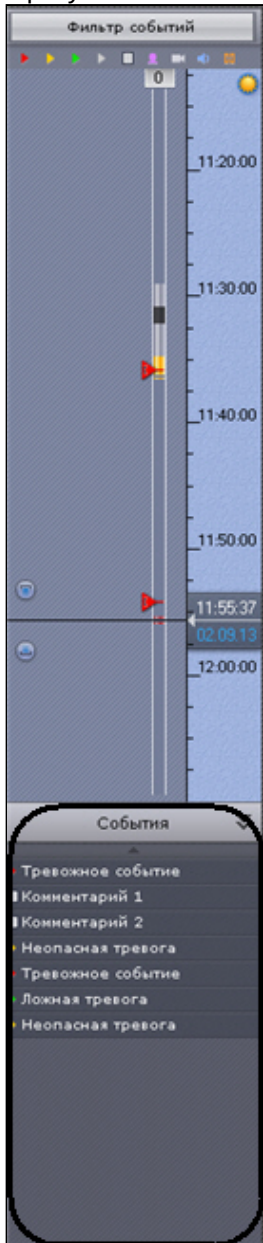 Фильтр событий
0
11:20:00
11:30:00
11:40:00
11:50:00
11:55:37
02.09.13
12:00:00
События
Тревожное событие
Комментарий 1
Комментарий 2
Неопасная тревога
Тревожное событие
Ложная тревога
Неопасная тревога